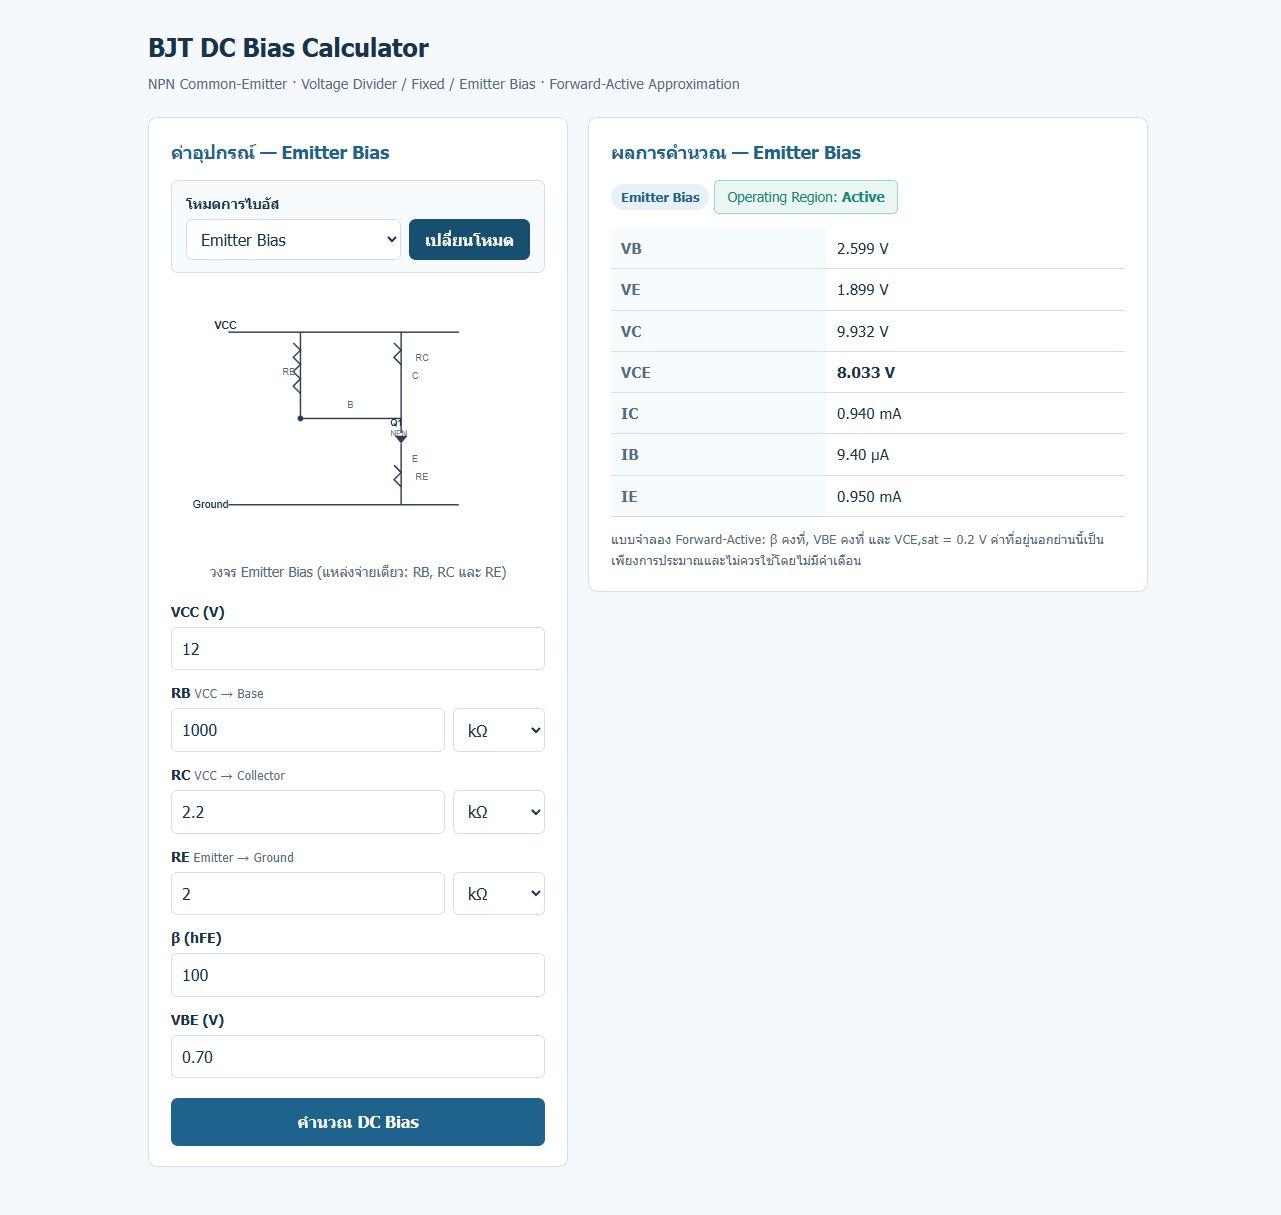 BJT DC Bias Calculator
NPN Common-Emitter · Voltage Divider / Fixed / Emitter Bias · Forward-Active Approximation
ค่าอุปกรณ์ — Emitter Bias
โหมดการไบอัส
Emitter Bias
เปลี่ยนโหมด
VCC
RC
RB
C
B
Q1
NPN
E
RE
Ground
วงจร Emitter Bias (แหล่งจ่ายเดียว: RB, RC และ RE)
VCC (V)
12
RB VCC → Base
1000 kΩ
RC VCC → Collector
2.2 kΩ
RE Emitter → Ground
2 kΩ
β (hFE)
100
VBE (V)
0.70
คำนวณ DC Bias
ผลการคำนวณ — Emitter Bias
Emitter Bias Operating Region: Active
VB 2.599 V
VE 1.899 V
VC 9.932 V
VCE 8.033 V
IC 0.940 mA
IB 9.40 µA
IE 0.950 mA
แบบจำลอง Forward-Active: β คงที่, VBE คงที่ และ VCE,sat = 0.2 V ค่าที่อยู่นอกย่านนี้เป็น
เพียงการประมาณและไม่ควรใช้โดยไม่มีคำเตือน